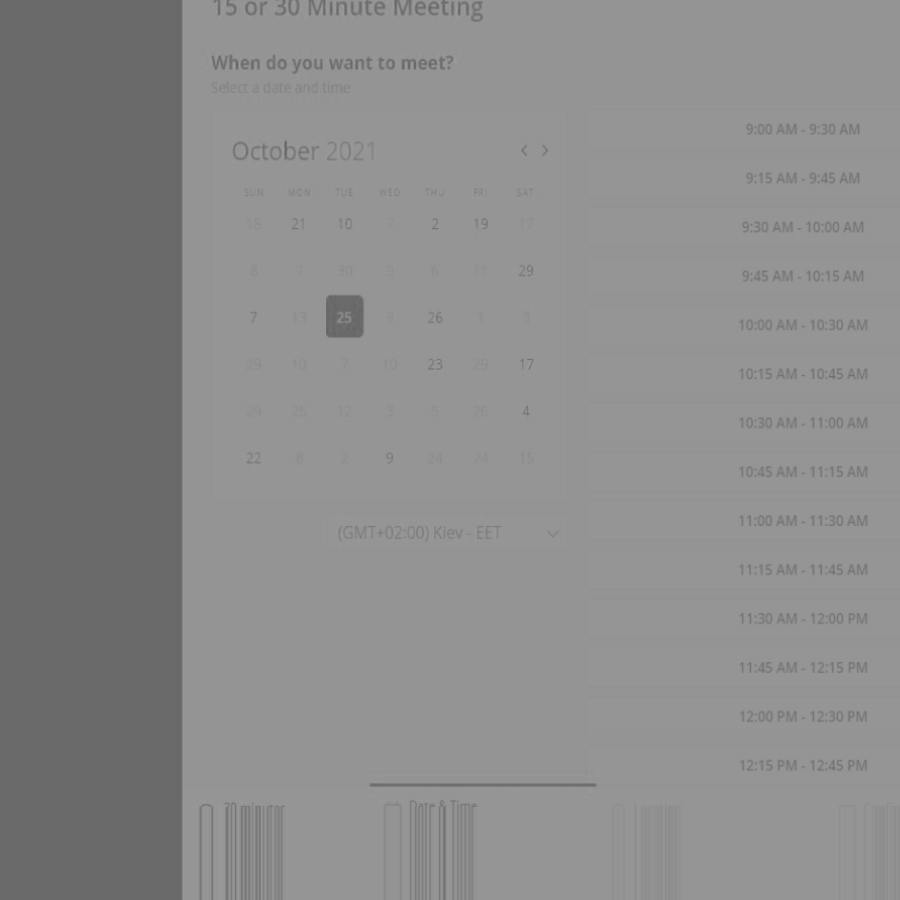 15 or 30 Minute Meeting
When do you want to meet?
Select a date and time
October 2021
SUN MON TUE WED THU FRI SAT
18 21 10 7 2 19 17
8 7 30 9 6 11 29
7 13 25 26 1 3
29 10 7 10 23 29 17
29 25 12 3 5 26 4
22 8 2 9 24 24 15
(GMT+02:00) Kiev - EET
9:00 AM - 9:30 AM
9:15 AM - 9:45 AM
9:30 AM - 10:00 AM
9:45 AM - 10:15 AM
10:00 AM - 10:30 AM
10:15 AM - 10:45 AM
10:30 AM - 11:00 AM
10:45 AM - 11:15 AM
11:00 AM - 11:30 AM
11:15 AM - 11:45 AM
11:30 AM - 12:00 PM
11:45 AM - 12:15 PM
12:00 PM - 12:30 PM
12:15 PM - 12:45 PM
30 minutes Date & Time